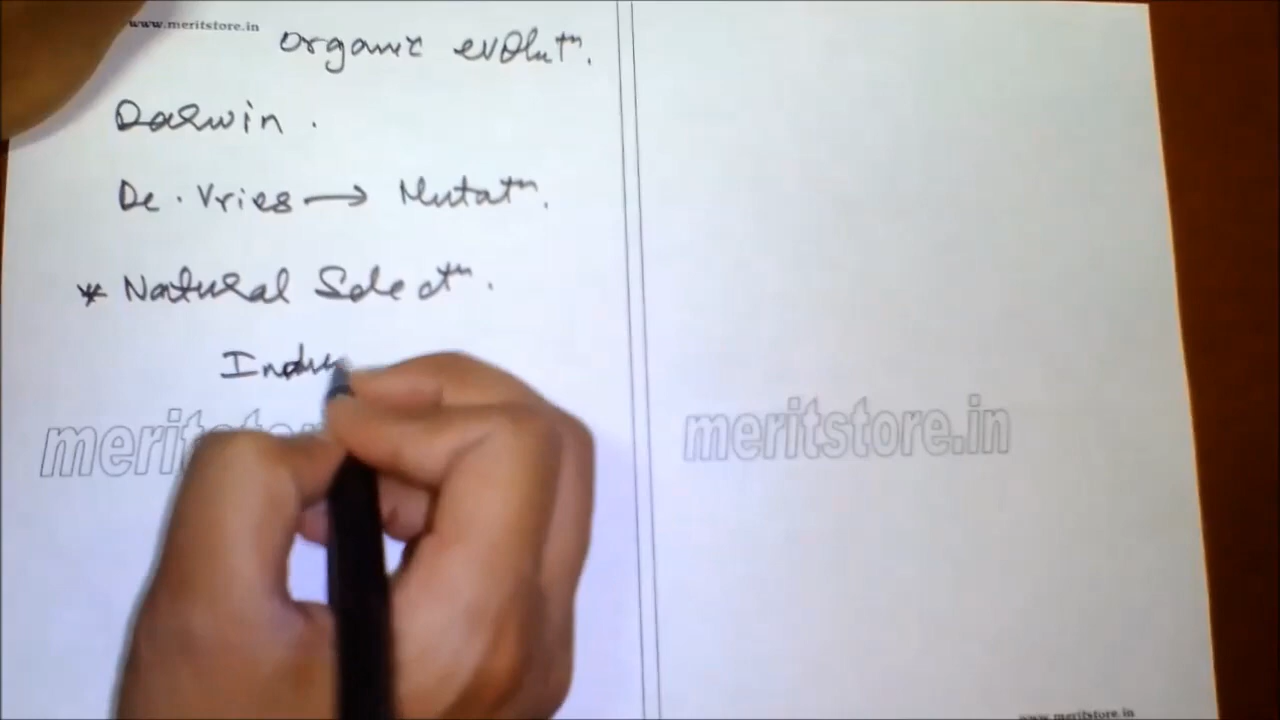 www.meritstore.in
Organic evolutn.
Darwin.
De. Vries → Mutatn.
* Natural Selectn.
Indu
meritstore.in
www.meritstore.in